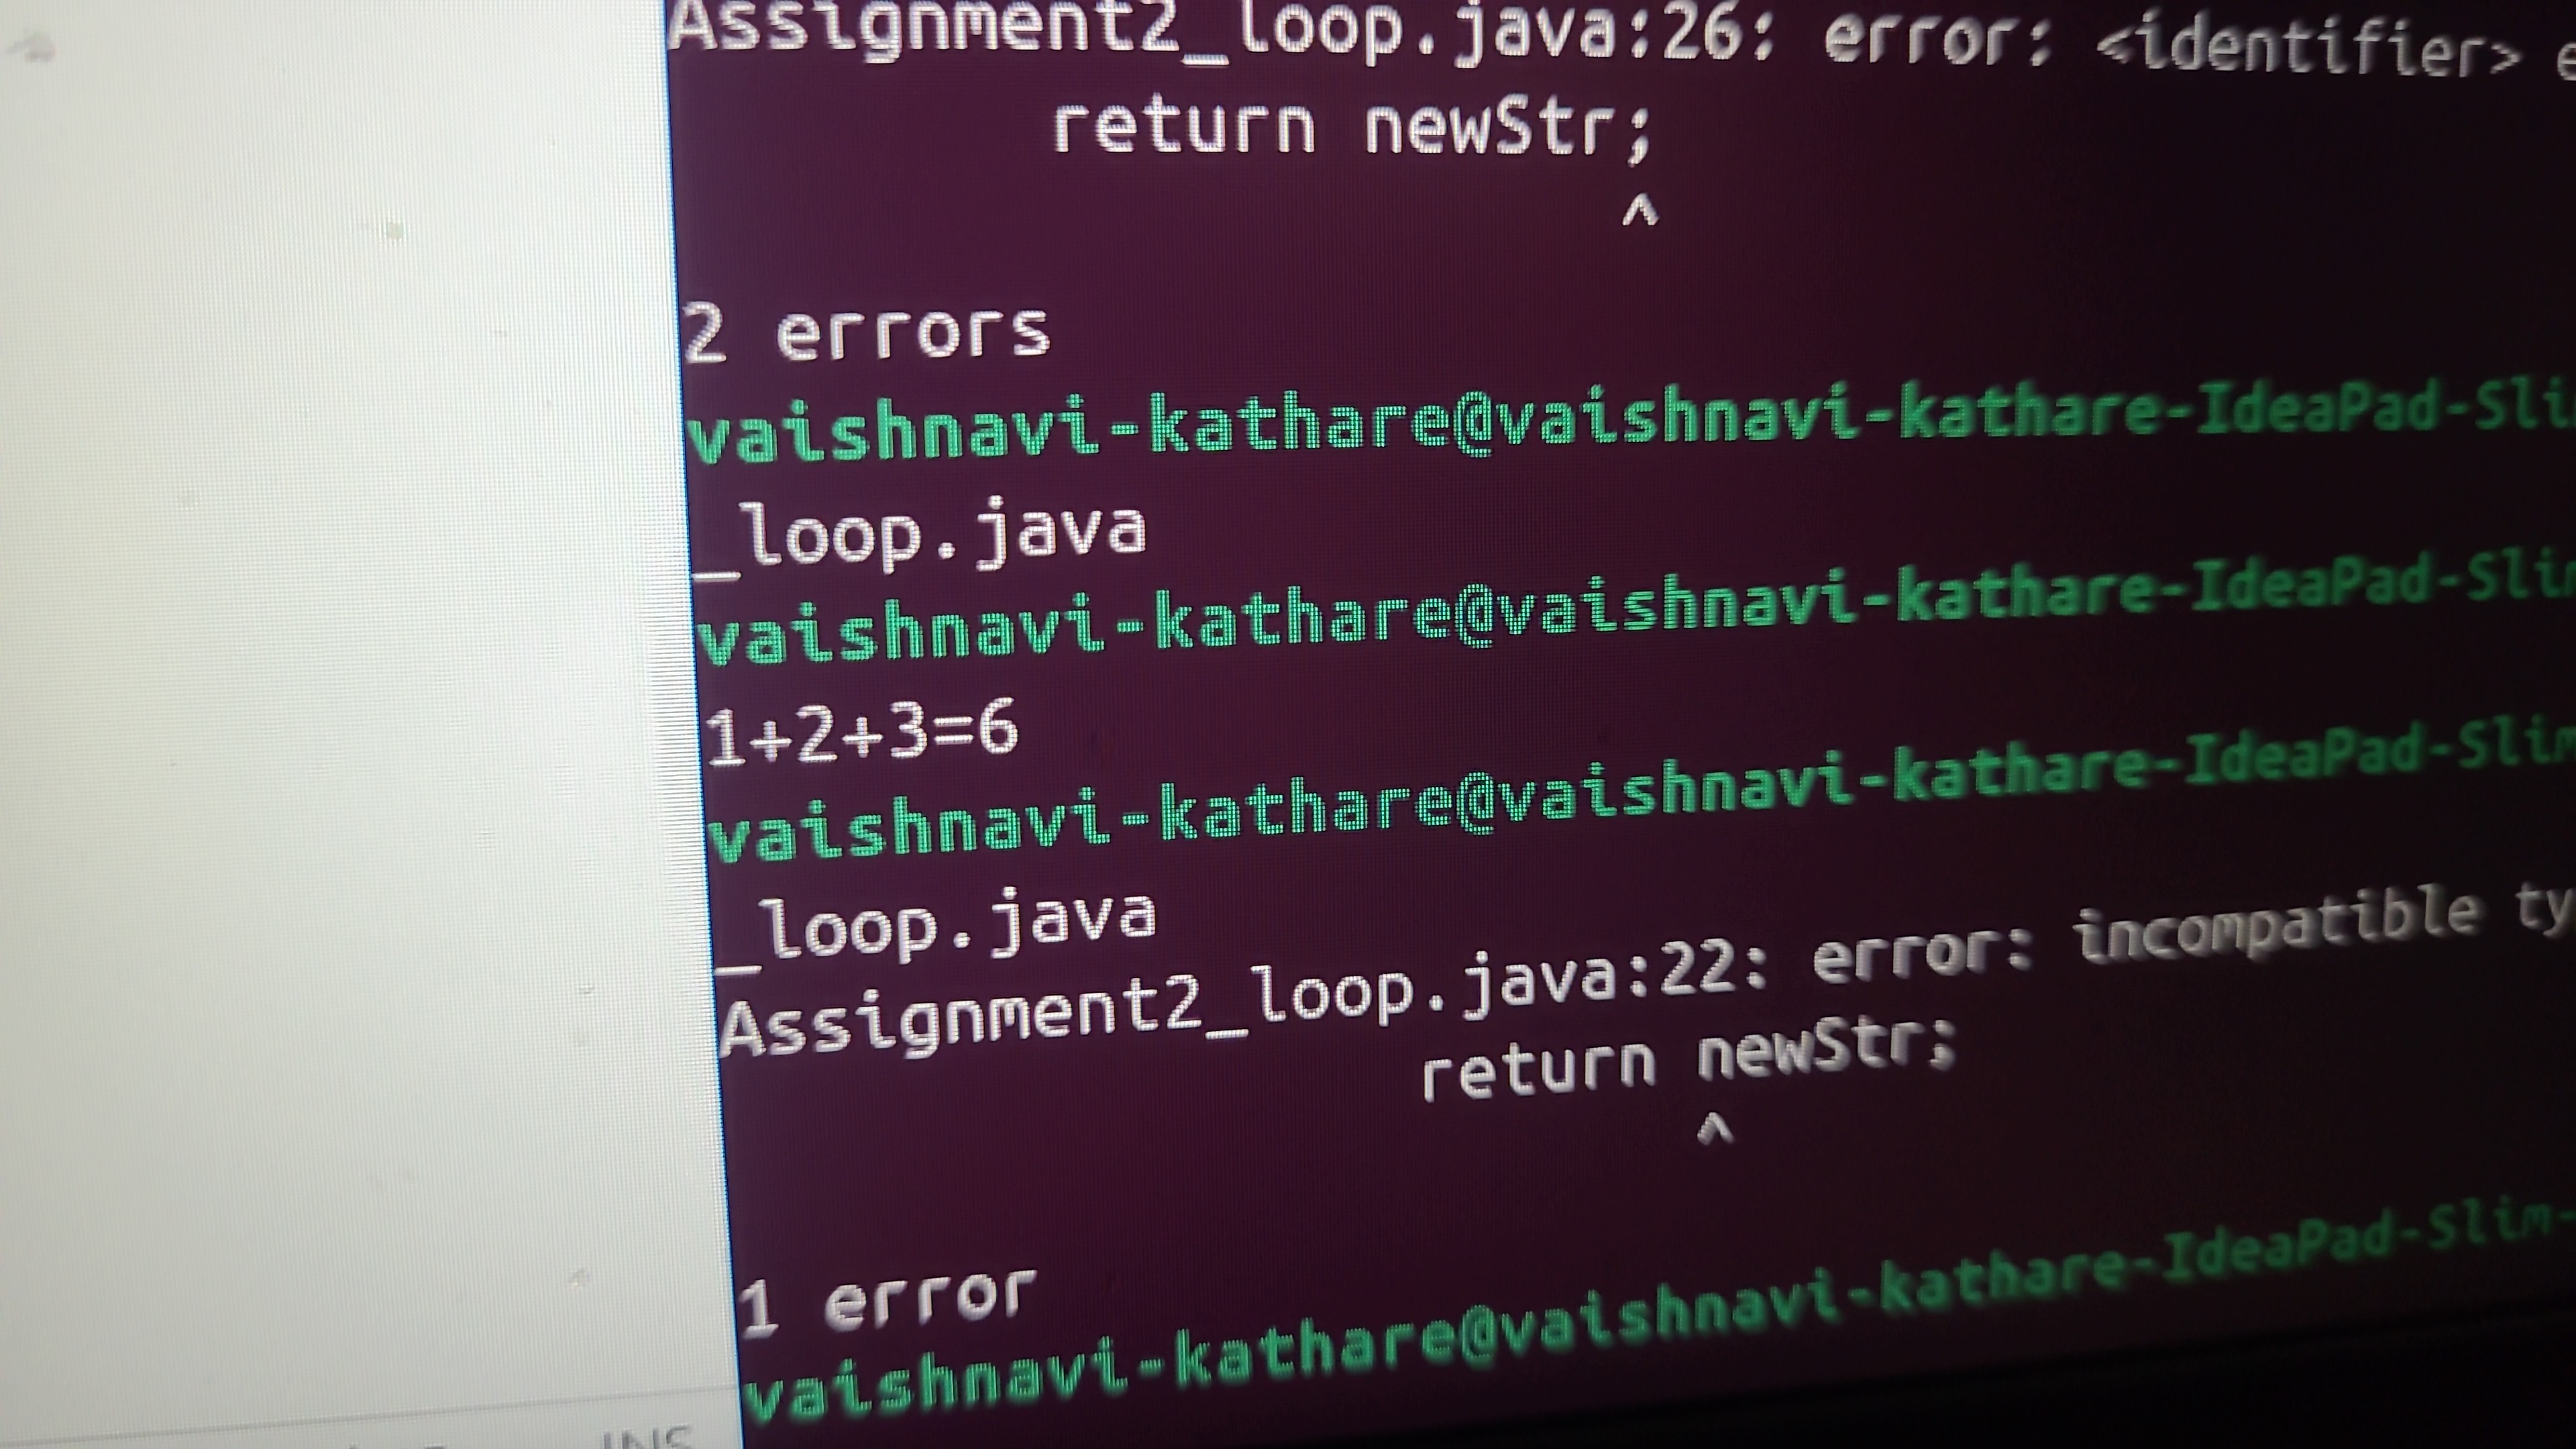 Assignment2_loop.java:26: error: <identifier>
return newStr;
^
2 errors
vaishnavi-kathare@vaishnavi-kathare-IdeaPad-Sli
_loop.java
vaishnavi-kathare@vaishnavi-kathare-IdeaPad-Slim
1+2+3=6
vaishnavi-kathare@vaishnavi-kathare-IdeaPad-Slim
_loop.java
Assignment2_loop.java:22: error: incompatible ty
return newStr;
^
1 error
vaishnavi-kathare@vaishnavi-kathare-IdeaPad-Slim-
INS